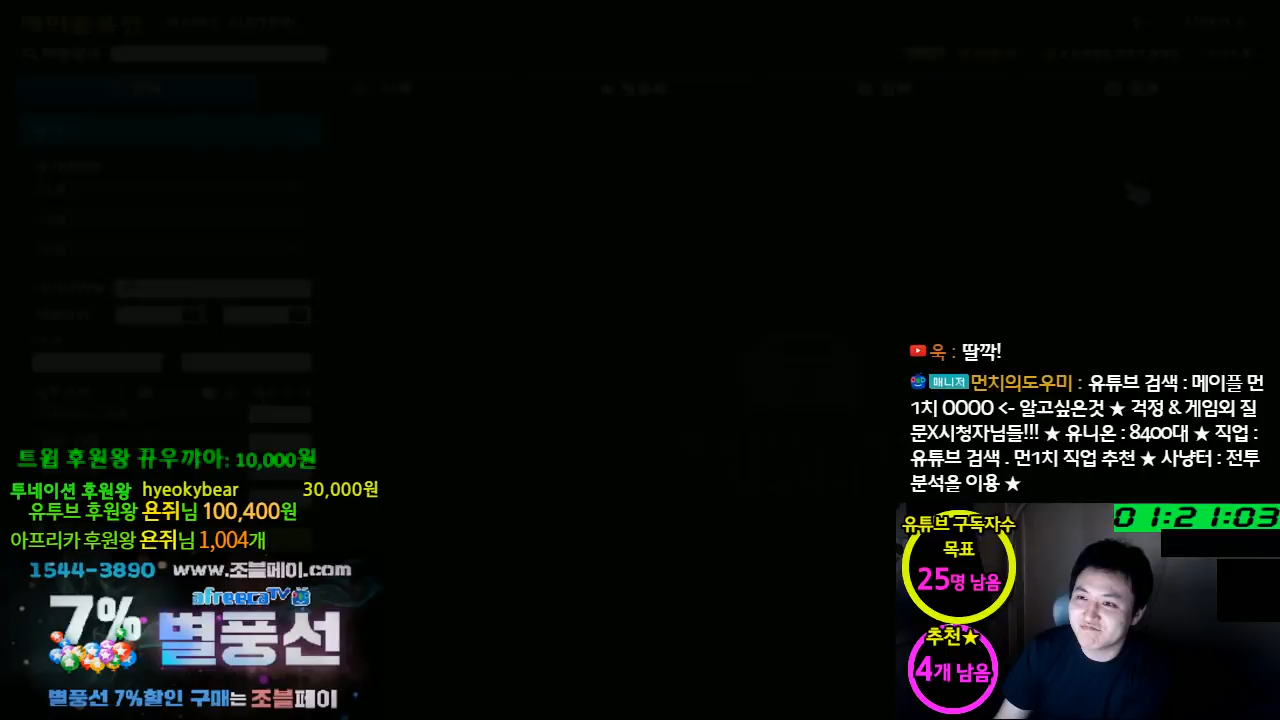 욱 : 딸깍!
매니저 먼치의도우미 : 유튜브 검색 : 메이플 먼
1치 OOOO <- 알고싶은것 ★ 걱정 & 게임외 질
문X시청자님들!!! ★ 유니온 : 8400대 ★ 직업 :
유튜브 검색 . 먼1치 직업 추천 ★ 사냥터 : 전투
분석을 이용 ★
트윕 후원왕 뀨우꺄아: 10,000원
투네이션 후원왕 hyeokybear 30,000원
유투브 후원왕 욘쥐님 100,400원
아프리카 후원왕 욘쥐님 1,004개
1544-3890 www.조블페이.com
afreecaTV
7% 별풍선
별풍선 7%할인 구매는 조블페이
유튜브 구독자수
목표
25명 남음
추천★
4개 남음
01:21:03